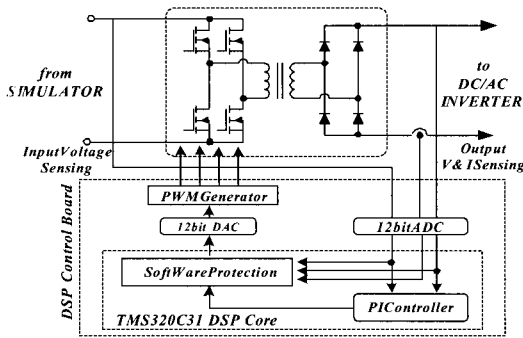 from
SIMULATOR
to
DC/AC
INVERTER
InputVoltage
Sensing
Output
V & I Sensing
PWMGenerator
12bit DAC
12bitADC
SoftWareProtection
PIController
TMS320C31 DSP Core
DSP Control Board